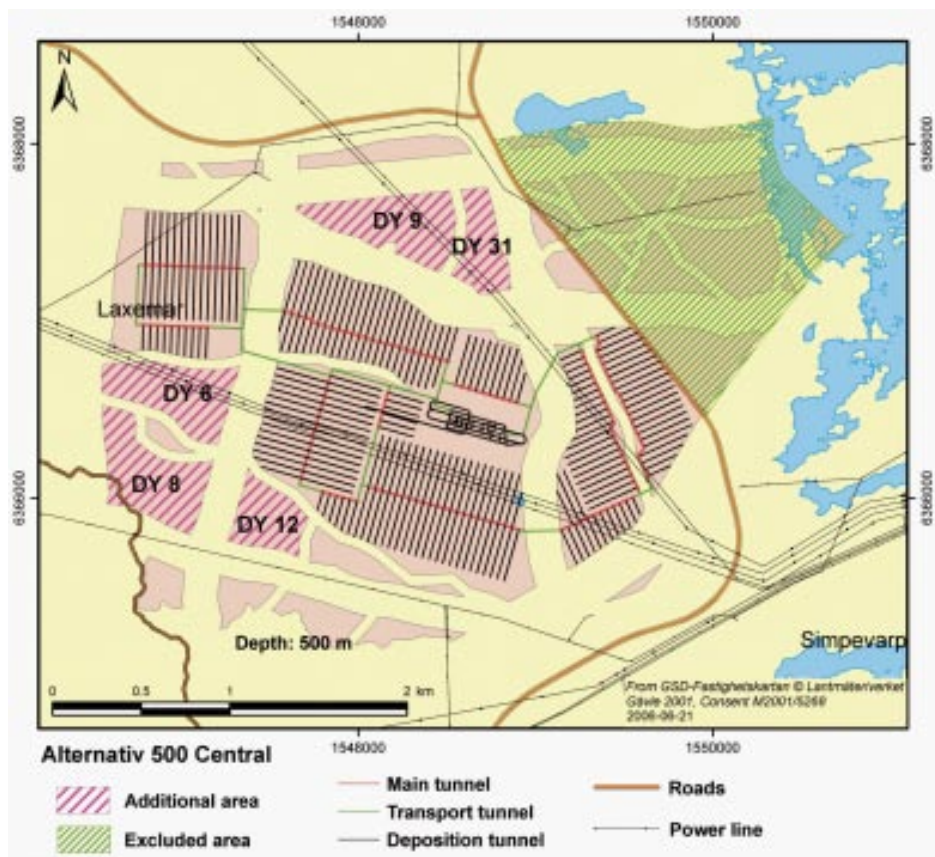 1548000 1550000
N
6368000 6368000
DY 9
DY 31
Laxemar
DY 6
DY 8
DY 12
6366000 6366000
Depth: 500 m
Simpevarp
0 0.5 1 2 km
From GSD-Fastighetskartan © Lantmäteriverket
Gävle 2001, Consent M2001/5268
2006-06-21
1548000 1550000
Alternativ 500 Central
Additional area
Excluded area
Main tunnel
Transport tunnel
Deposition tunnel
Roads
Power line